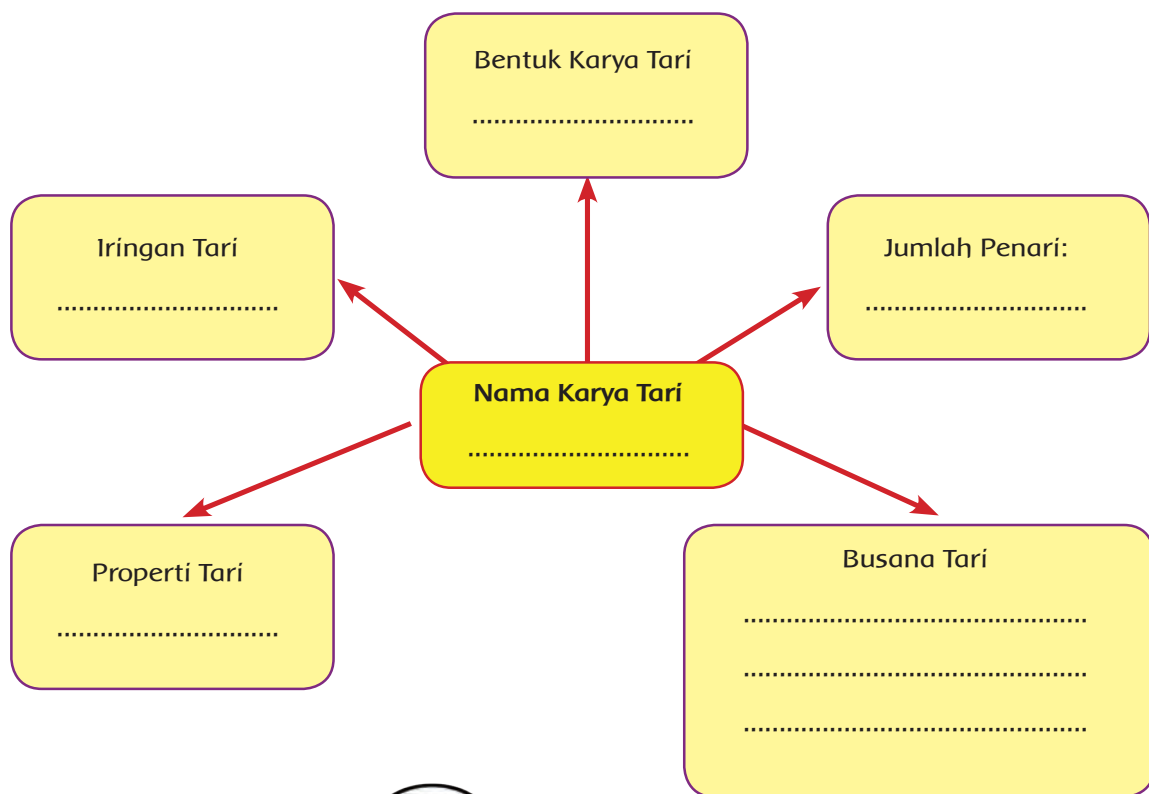 Bentuk Karya Tari
...............................
Iringan Tari
...............................
Jumlah Penari:
...............................
Nama Karya Tari
...............................
Properti Tari
...............................
Busana Tari
................................................
................................................
................................................